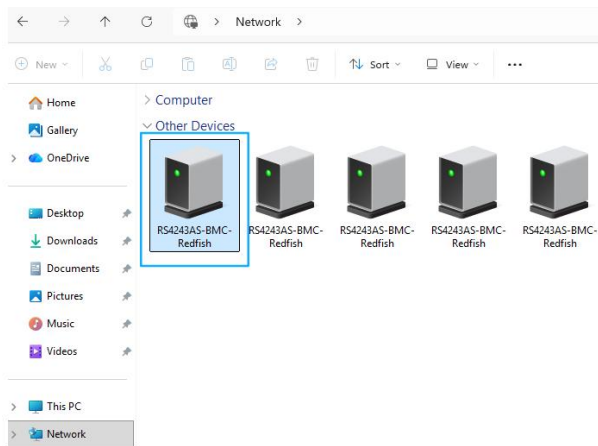 Network
New
Sort
View
Home
Gallery
OneDrive
Desktop
Downloads
Documents
Pictures
Music
Videos
This PC
Network
Computer
Other Devices
RS4243AS-BMC-
Redfish
RS4243AS-BMC-
Redfish
RS4243AS-BMC-
Redfish
RS4243AS-BMC-
Redfish
RS4243AS-BMC-
Redfish